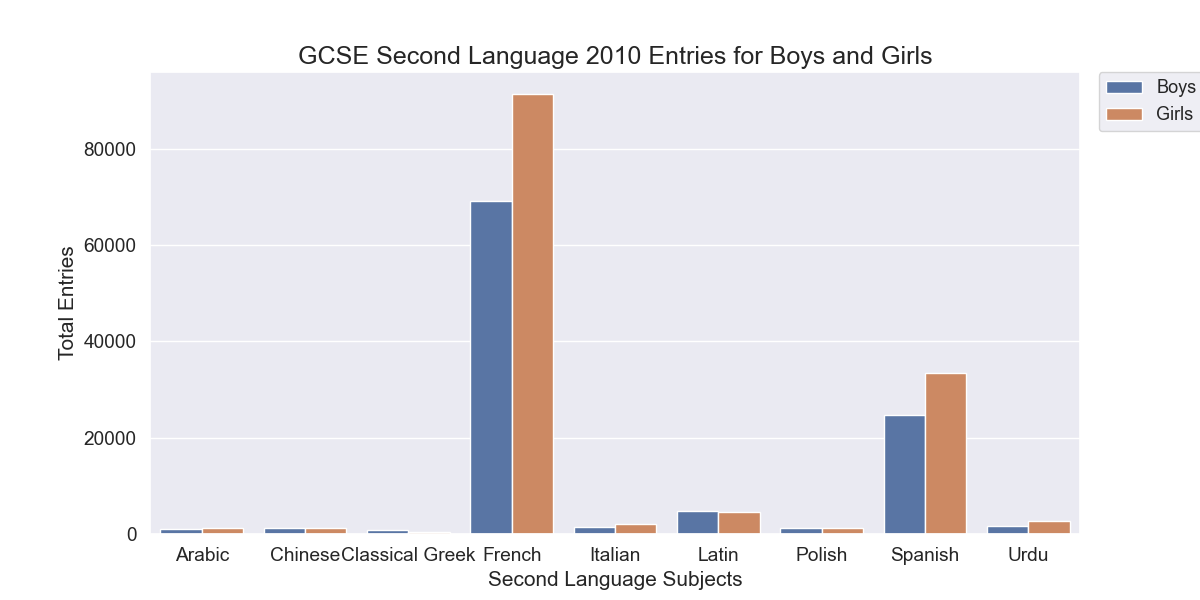 GCSE Second Language 2010 Entries for Boys and Girls
Boys
Girls
80000
60000
40000
20000
0
Total Entries
Arabic Chinese Classical Greek French Italian Latin Polish Spanish Urdu
Second Language Subjects